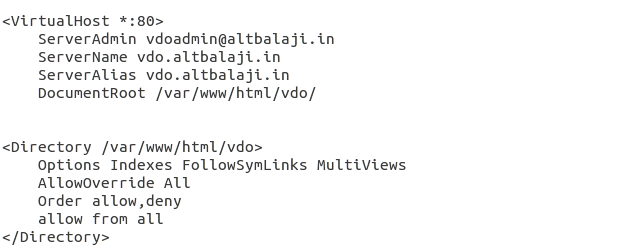 <VirtualHost *:80>
    ServerAdmin vdoadmin@altbalaji.in
    ServerName vdo.altbalaji.in
    ServerAlias vdo.altbalaji.in
    DocumentRoot /var/www/html/vdo/
<Directory /var/www/html/vdo>
    Options Indexes FollowSymLinks MultiViews
    AllowOverride All
    Order allow,deny
    allow from all
</Directory>